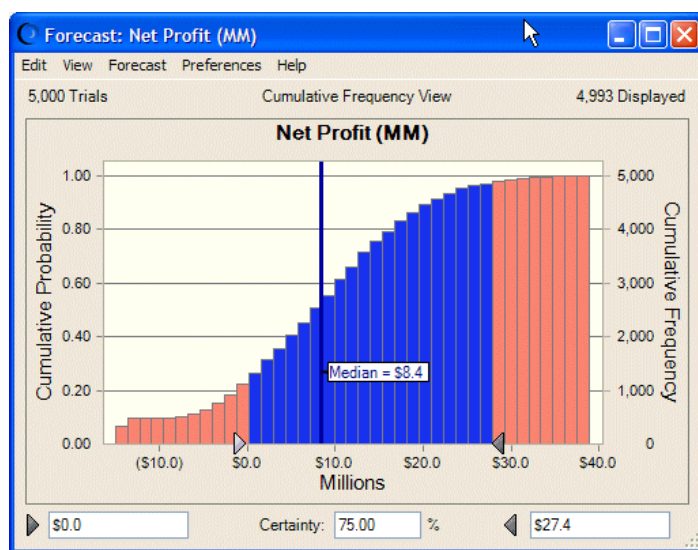 Forecast: Net Profit (MM)
Edit View Forecast Preferences Help
5,000 Trials Cumulative Frequency View 4,993 Displayed
Net Profit (MM)
Cumulative Probability
1.00
0.80
0.60
0.40
0.20
0.00
Median = $8.4
5,000
4,000
3,000
2,000
1,000
0
Cumulative Frequency
($10.0) $0.0 $10.0 $20.0 $30.0 $40.0
Millions
$0.0 Certainty: 75.00 % $27.4